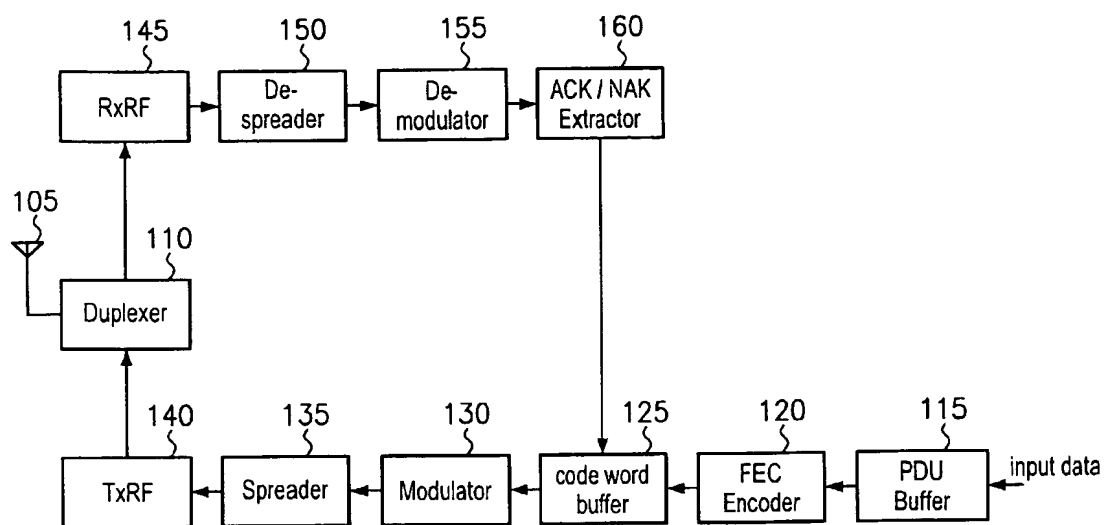 145
150
155
160
RxRF
De-
spreader
De-
modulator
ACK / NAK
Extractor
105
110
Duplexer
140
135
130
125
120
115
TxRF
Spreader
Modulator
code word
buffer
FEC
Encoder
PDU
Buffer
input data